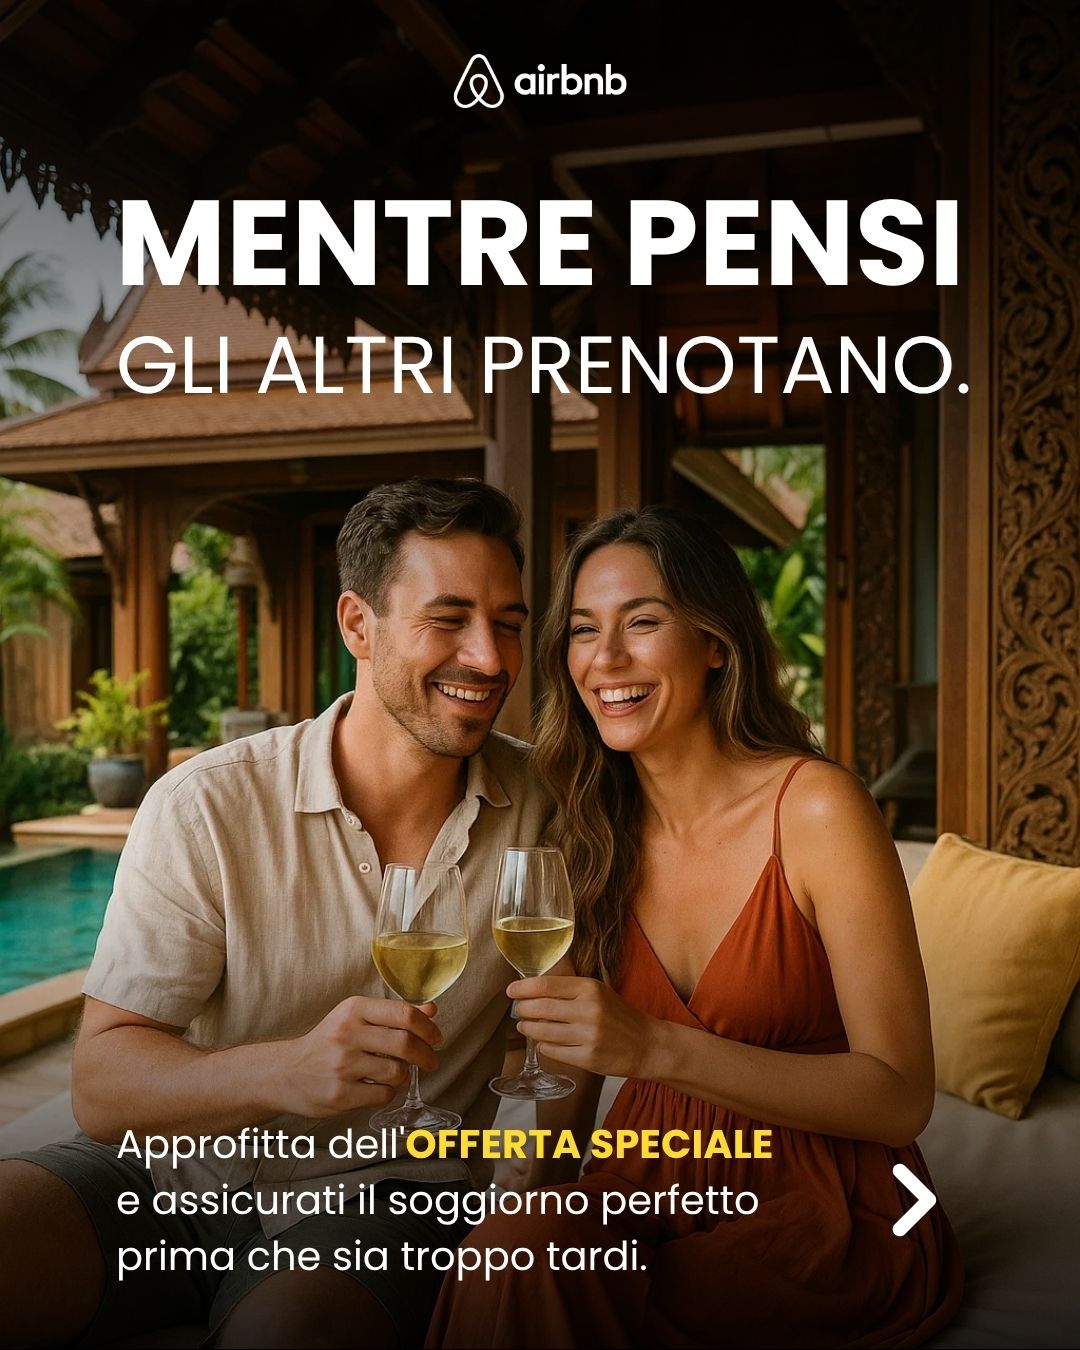 airbnb
MENTRE PENSI
GLI ALTRI PRENOTANO.
Approfitta dell'OFFERTA SPECIALE
e assicurati il soggiorno perfetto
prima che sia troppo tardi.